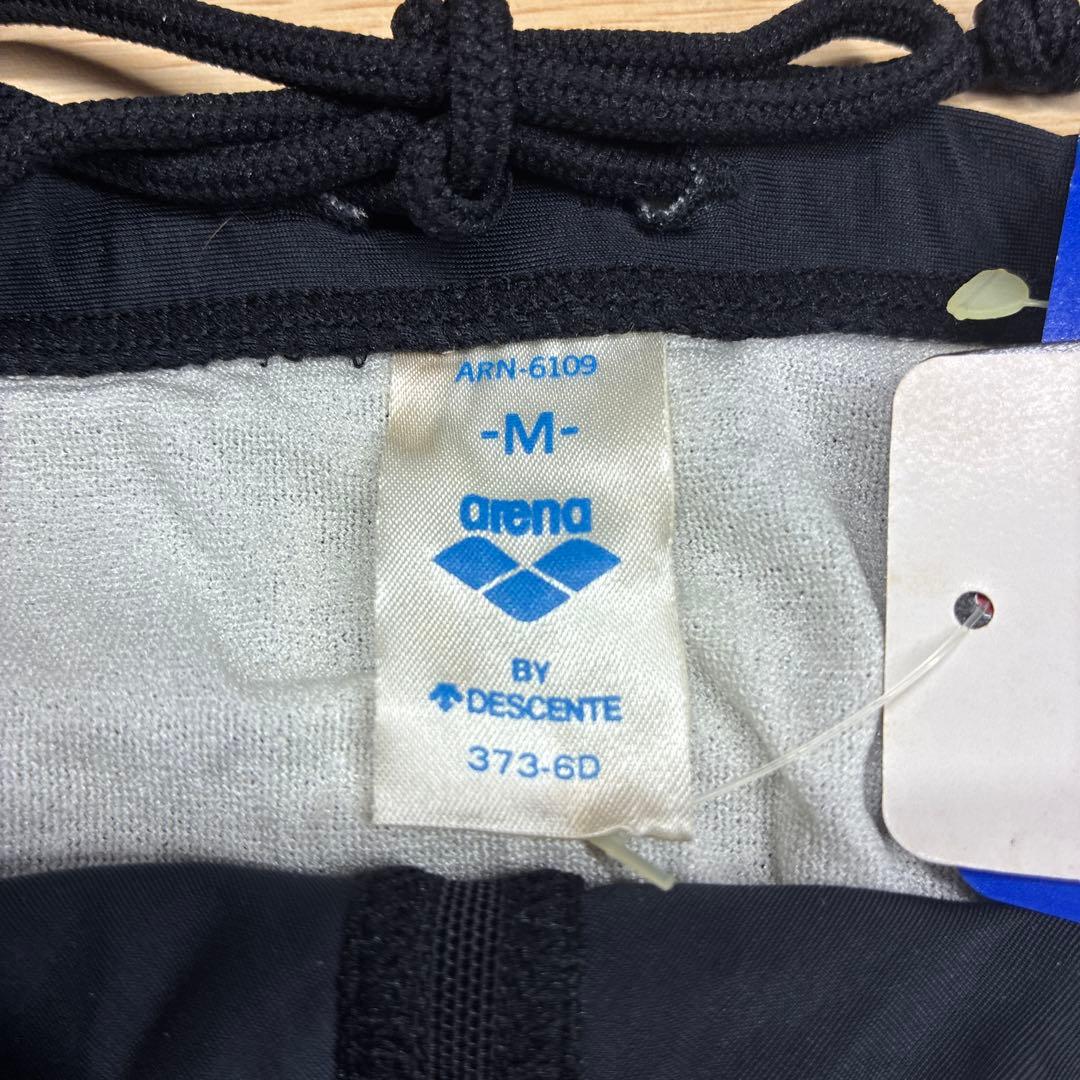 ARN-6109
-M-
arena
BY
DESCENTE
373-6D